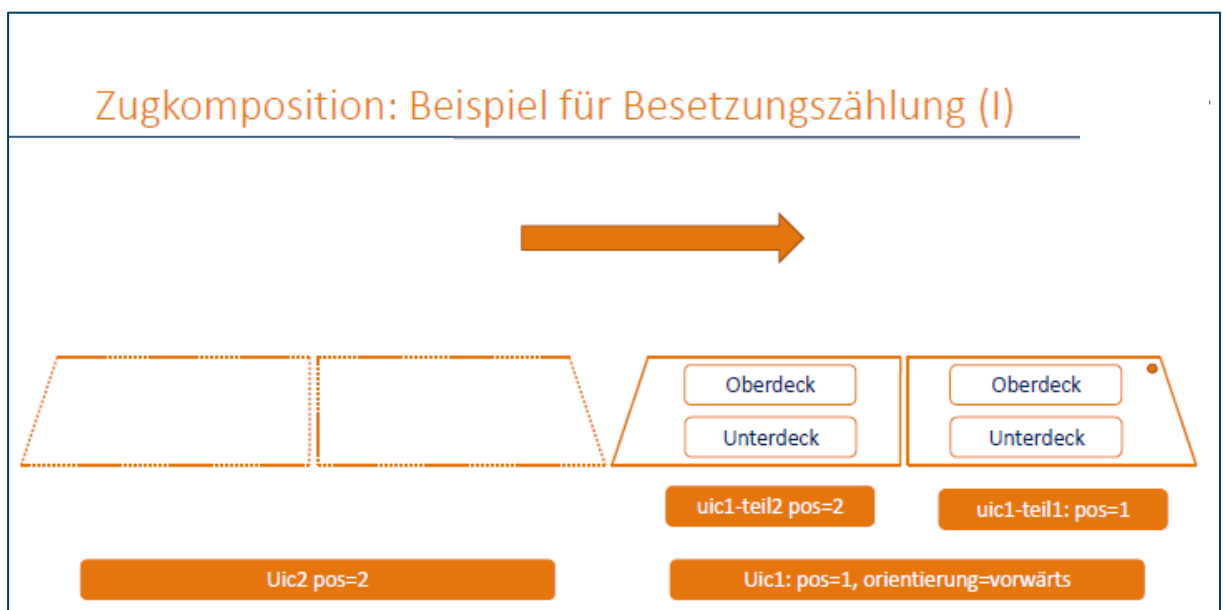 Zugkomposition: Beispiel für Besetzungszählung (I)
Oberdeck
Oberdeck
Unterdeck
Unterdeck
uic1-teil2 pos=2
uic1-teil1: pos=1
Uic2 pos=2
Uic1: pos=1, orientierung=vorwärts